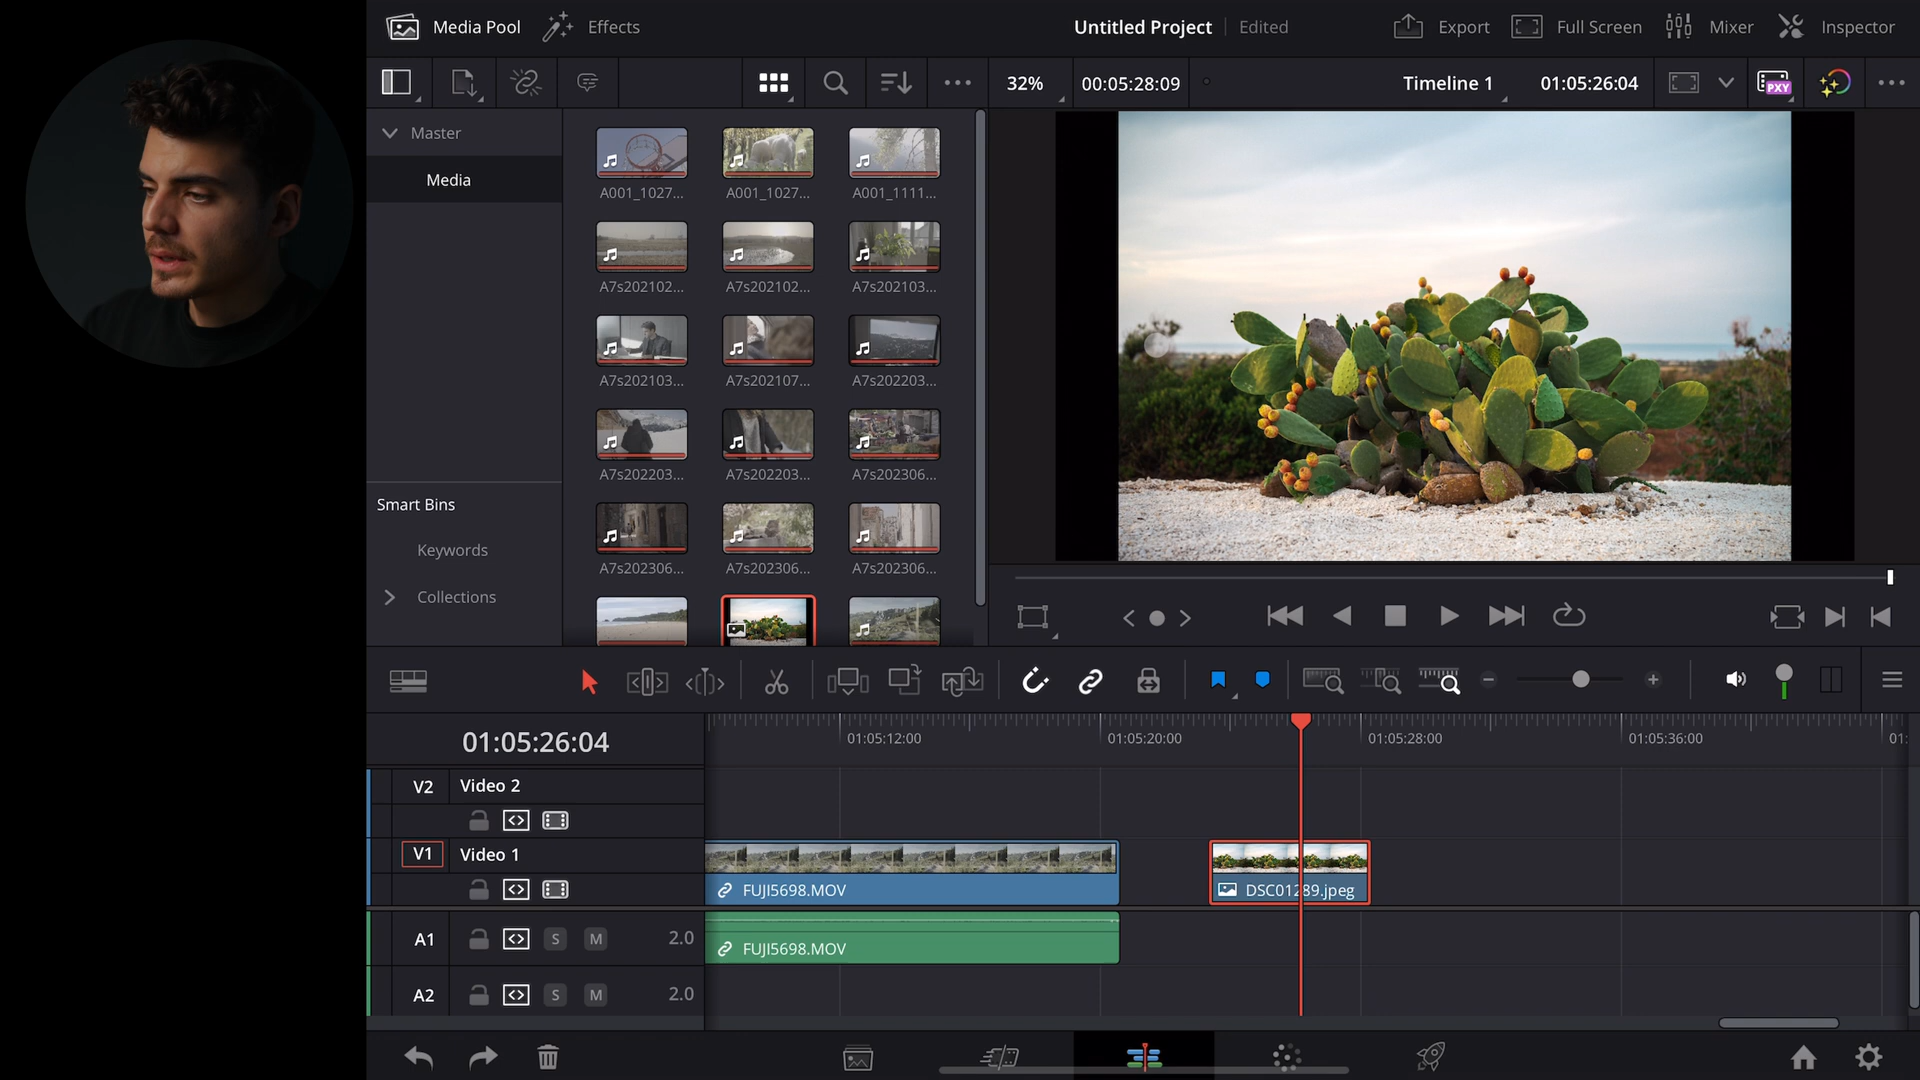 Media Pool
Effects
Untitled Project
Edited
Export
Full Screen
Mixer
Inspector
32%
00:05:28:09
Timeline 1
01:05:26:04
PXY
Master
Media
A001_1027...
A001_1027...
A001_1111...
A7s202102...
A7s202102...
A7s202103...
A7s202103...
A7s202107...
A7s202203...
A7s202203...
A7s202203...
A7s202306...
A7s202306...
A7s202306...
A7s202306...
Smart Bins
Keywords
Collections
01:05:26:04
01:05:12:00
01:05:20:00
01:05:28:00
01:05:36:00
01:
V2
Video 2
V1
Video 1
FUJI5698.MOV
DSC01289.jpeg
A1
S
M
2.0
FUJI5698.MOV
A2
S
M
2.0